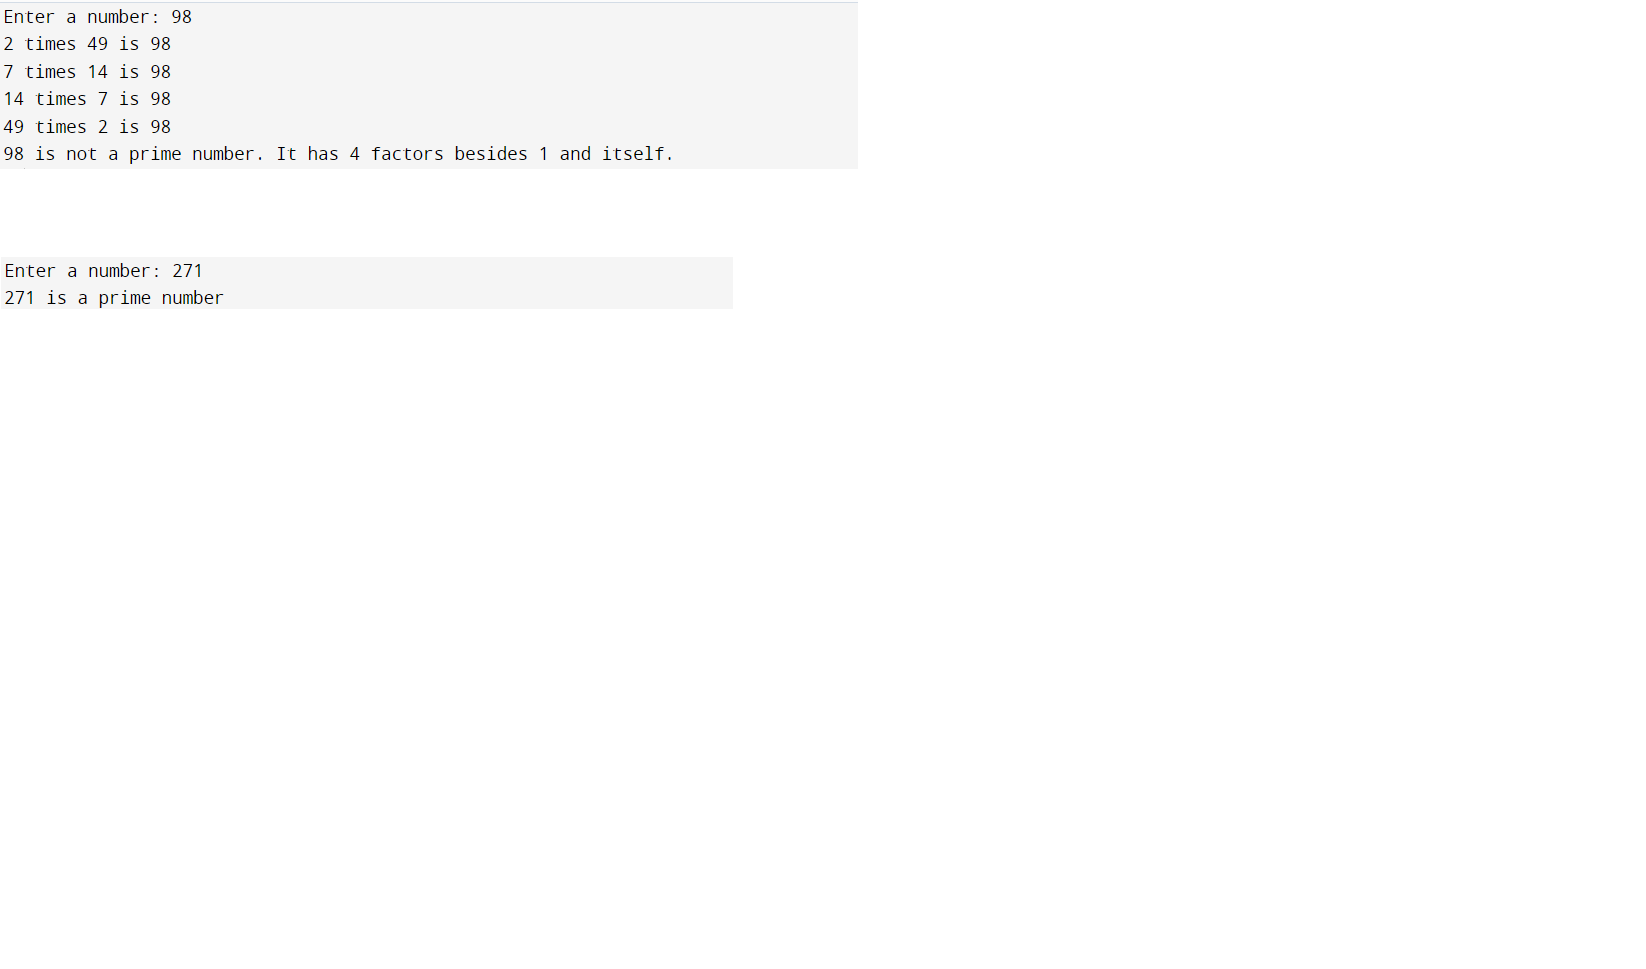 Enter a number: 98
2 times 49 is 98
7 times 14 is 98
14 times 7 is 98
49 times 2 is 98
98 is not a prime number. It has 4 factors besides 1 and itself.
Enter a number: 271
271 is a prime number